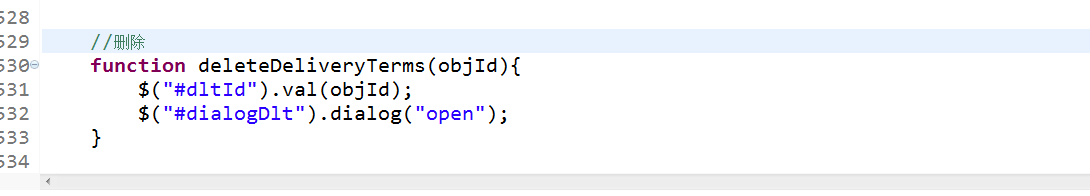 528
529 //删除
530 function deleteDeliveryTerms(objId){
531 $("#dltId").val(objId);
532 $("#dialogDlt").dialog("open");
533 }
534